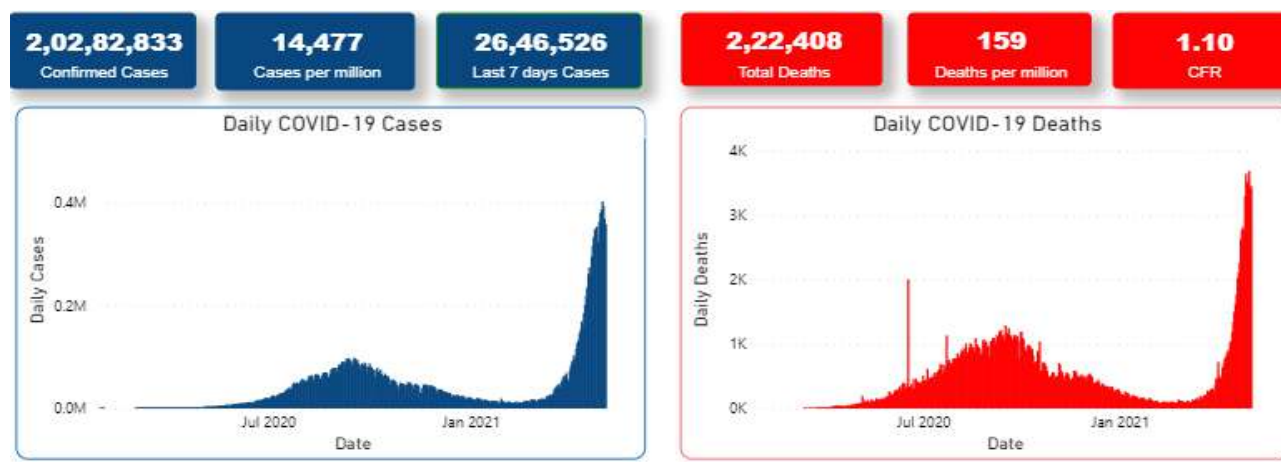 2,02,82,833
Confirmed Cases
14,477
Cases per million
26,46,526
Last 7 days Cases
2,22,408
Total Deaths
159
Deaths per million
1.10
CFR
Daily COVID-19 Cases
0.4M
0.2M
0.0M
Daily Cases
Jul 2020
Jan 2021
Date
Daily COVID-19 Deaths
4K
3K
2K
1K
0K
Daily Deaths
Jul 2020
Jan 2021
Date